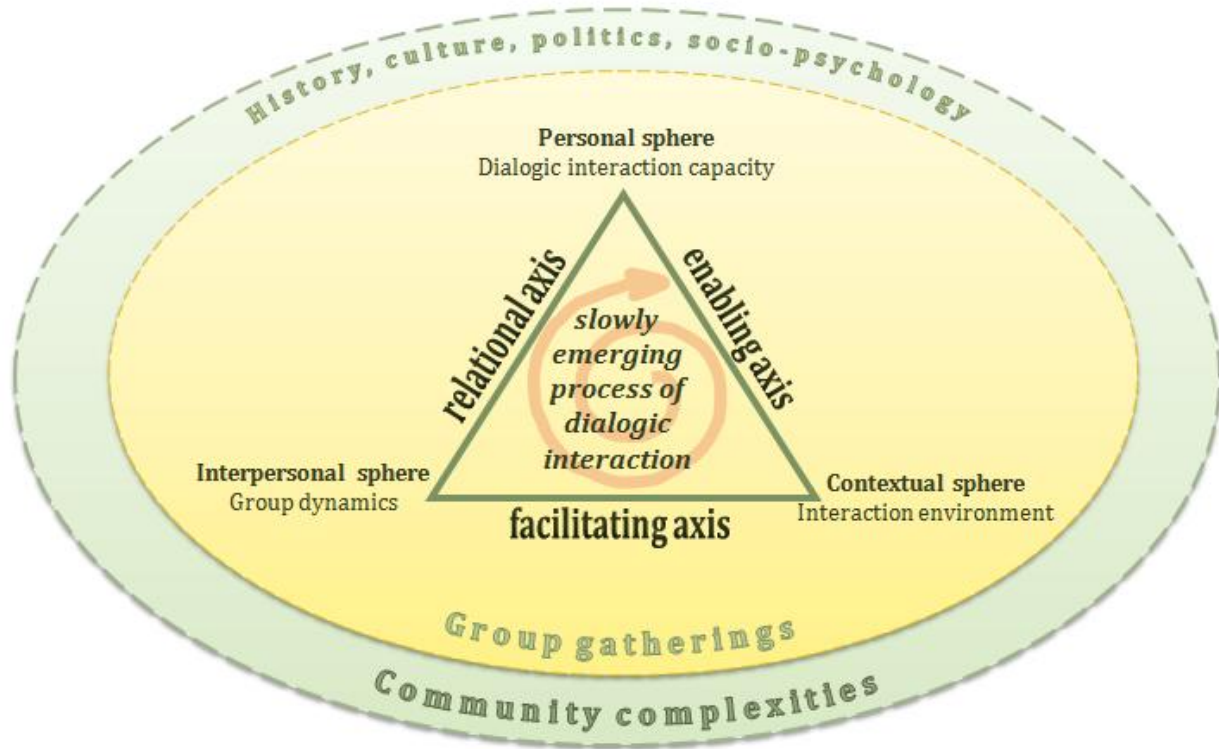 History, culture, politics, socio-psychology
Personal sphere
Dialogic interaction capacity
relational axis
enabling axis
slowly
emerging
process of
dialogic
interaction
Interpersonal sphere
Group dynamics
Contextual sphere
Interaction environment
facilitating axis
Group gatherings
Community complexities